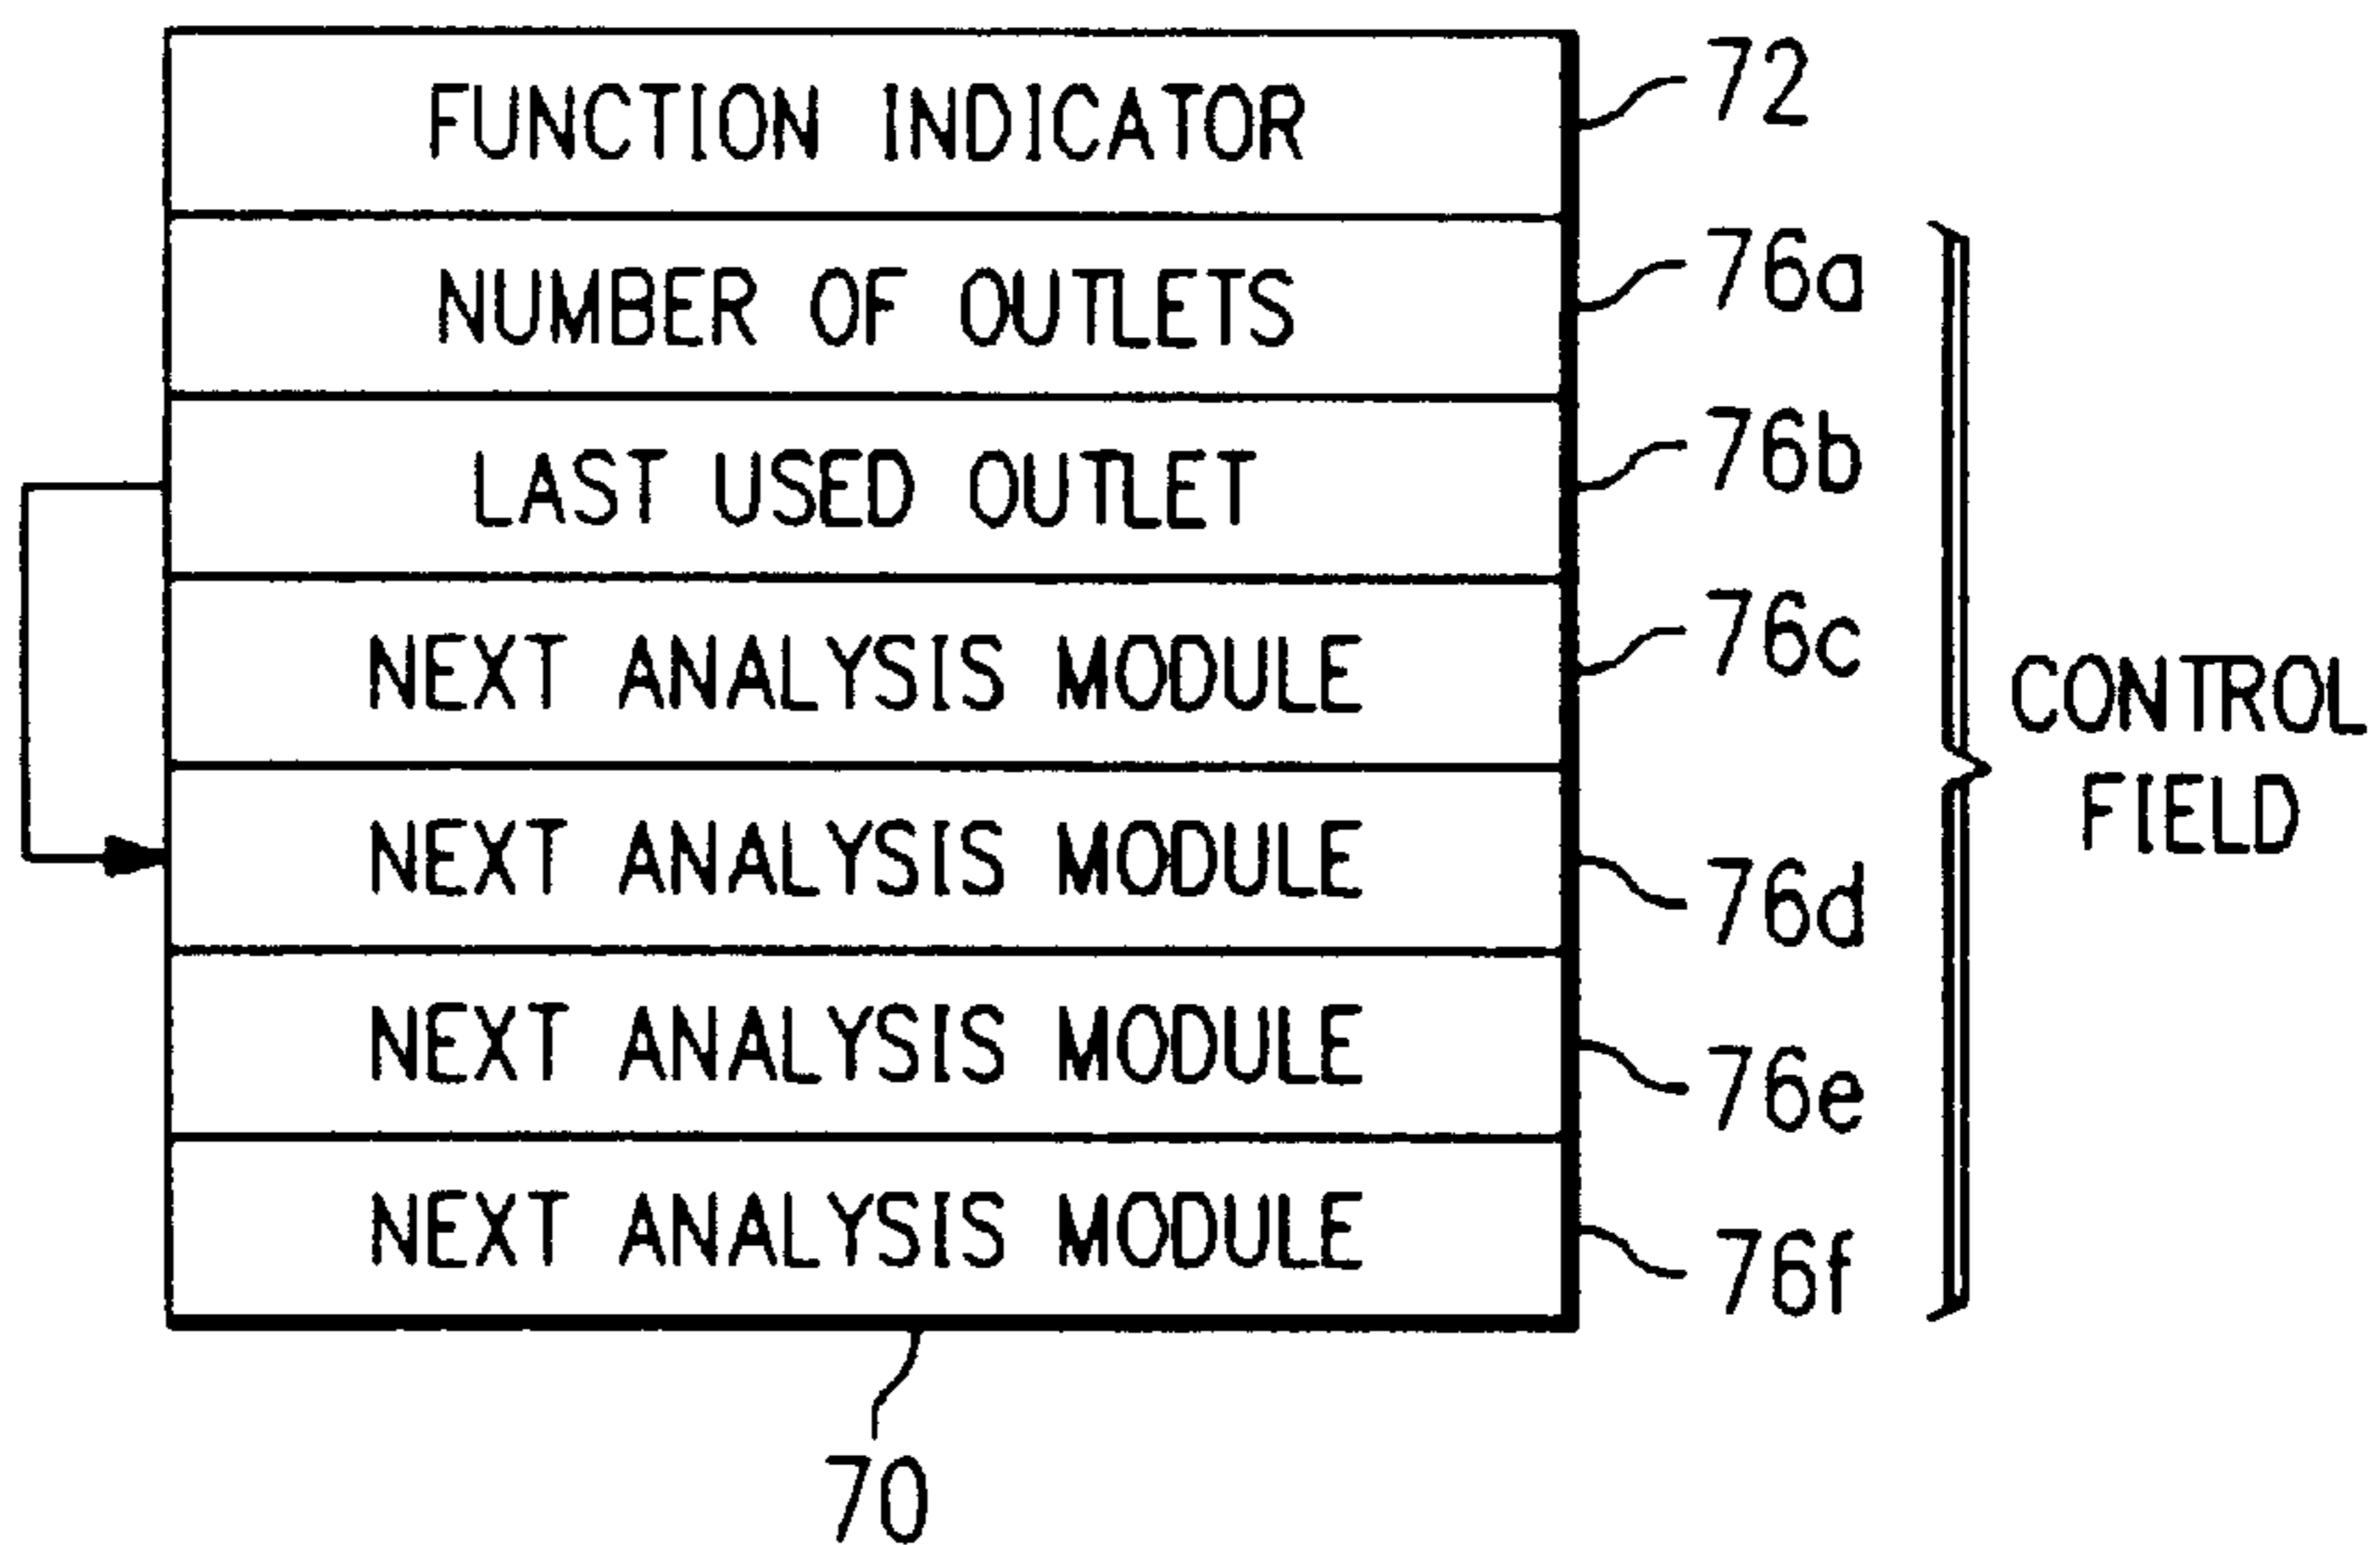 FUNCTION INDICATOR 72
NUMBER OF OUTLETS 76a
LAST USED OUTLET 76b
NEXT ANALYSIS MODULE 76c
NEXT ANALYSIS MODULE 76d
NEXT ANALYSIS MODULE 76e
NEXT ANALYSIS MODULE 76f
CONTROL
FIELD
70